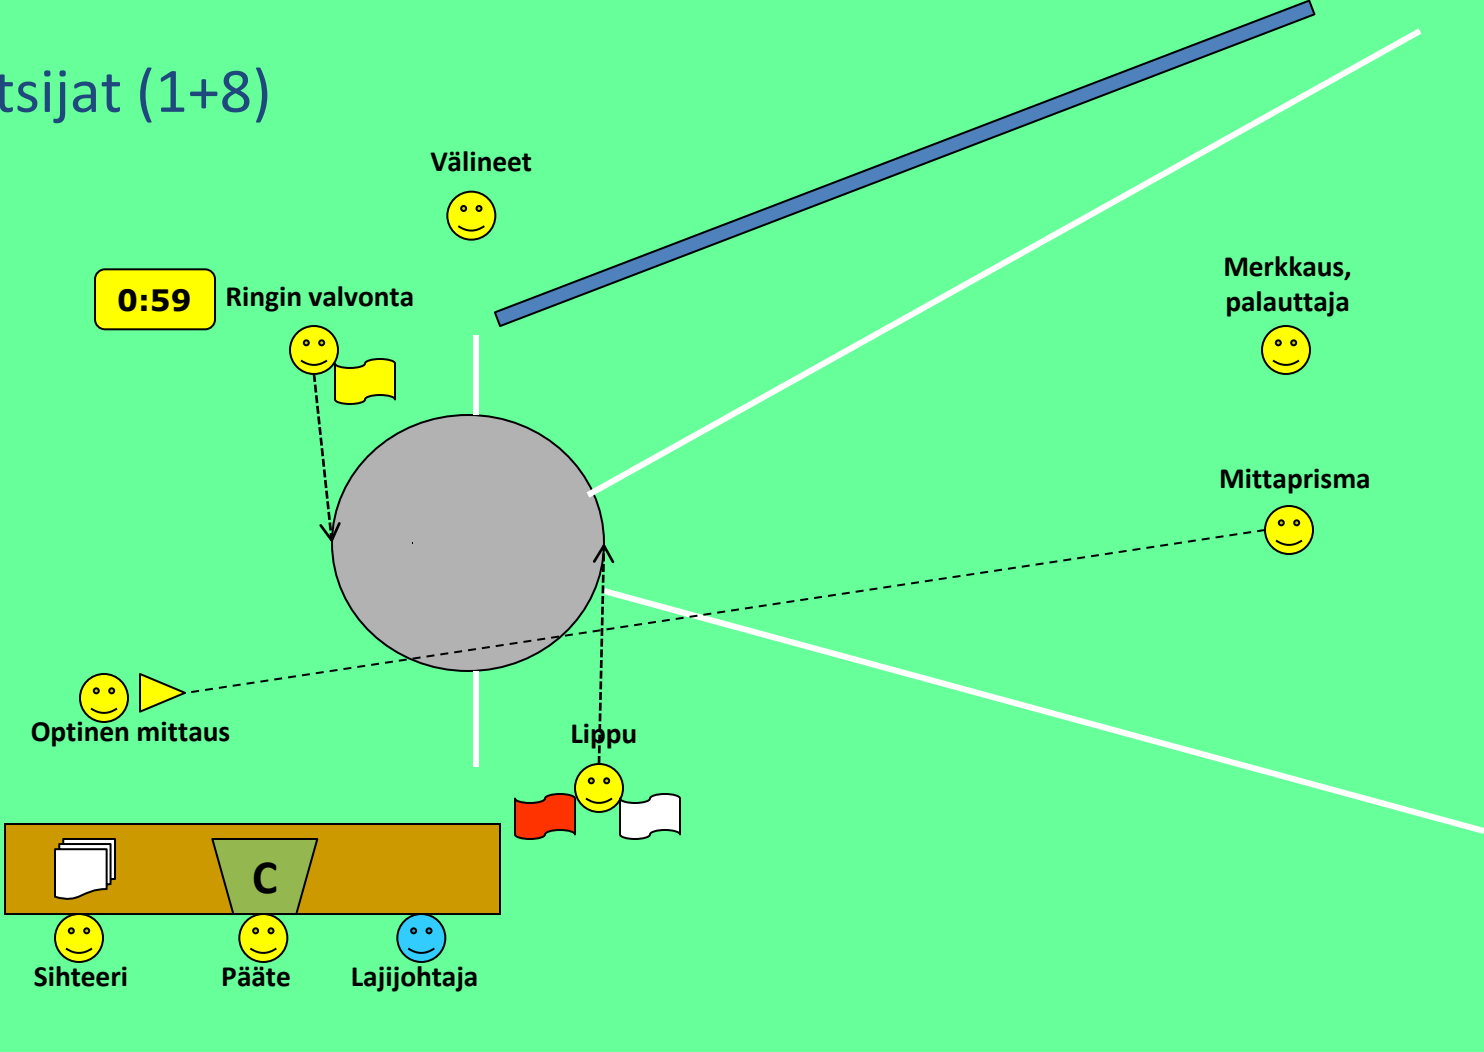 tsijat (1+8)
Välineet
Merkkaus,
palauttaja
0:59
Ringin valvonta
Mittaprisma
Optinen mittaus
Lippu
C
Sihteeri
Pääte
Lajijohtaja